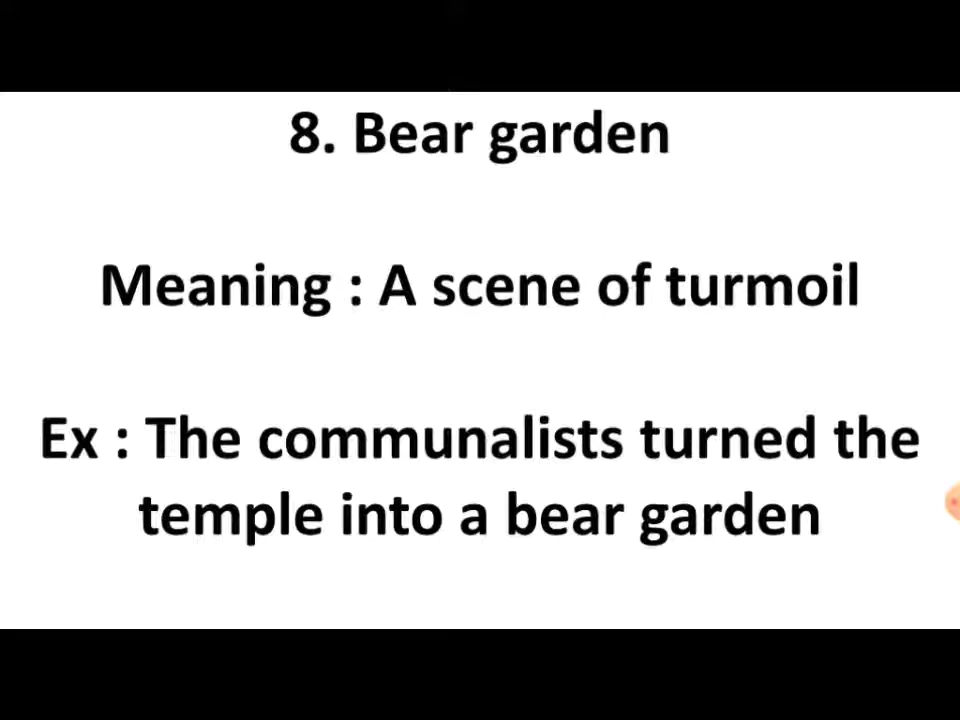 8. Bear garden
Meaning : A scene of turmoil
Ex : The communalists turned the
temple into a bear garden